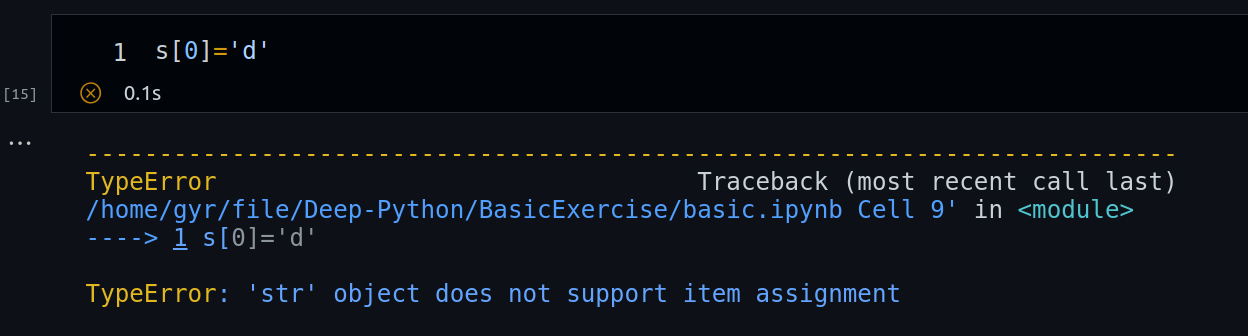 1 s[0]='d'
[15] 0.1s
...
---------------------------------------------------------------------------
TypeError Traceback (most recent call last)
/home/gyr/file/Deep-Python/BasicExercise/basic.ipynb Cell 9' in <module>
----> 1 s[0]='d'
TypeError: 'str' object does not support item assignment